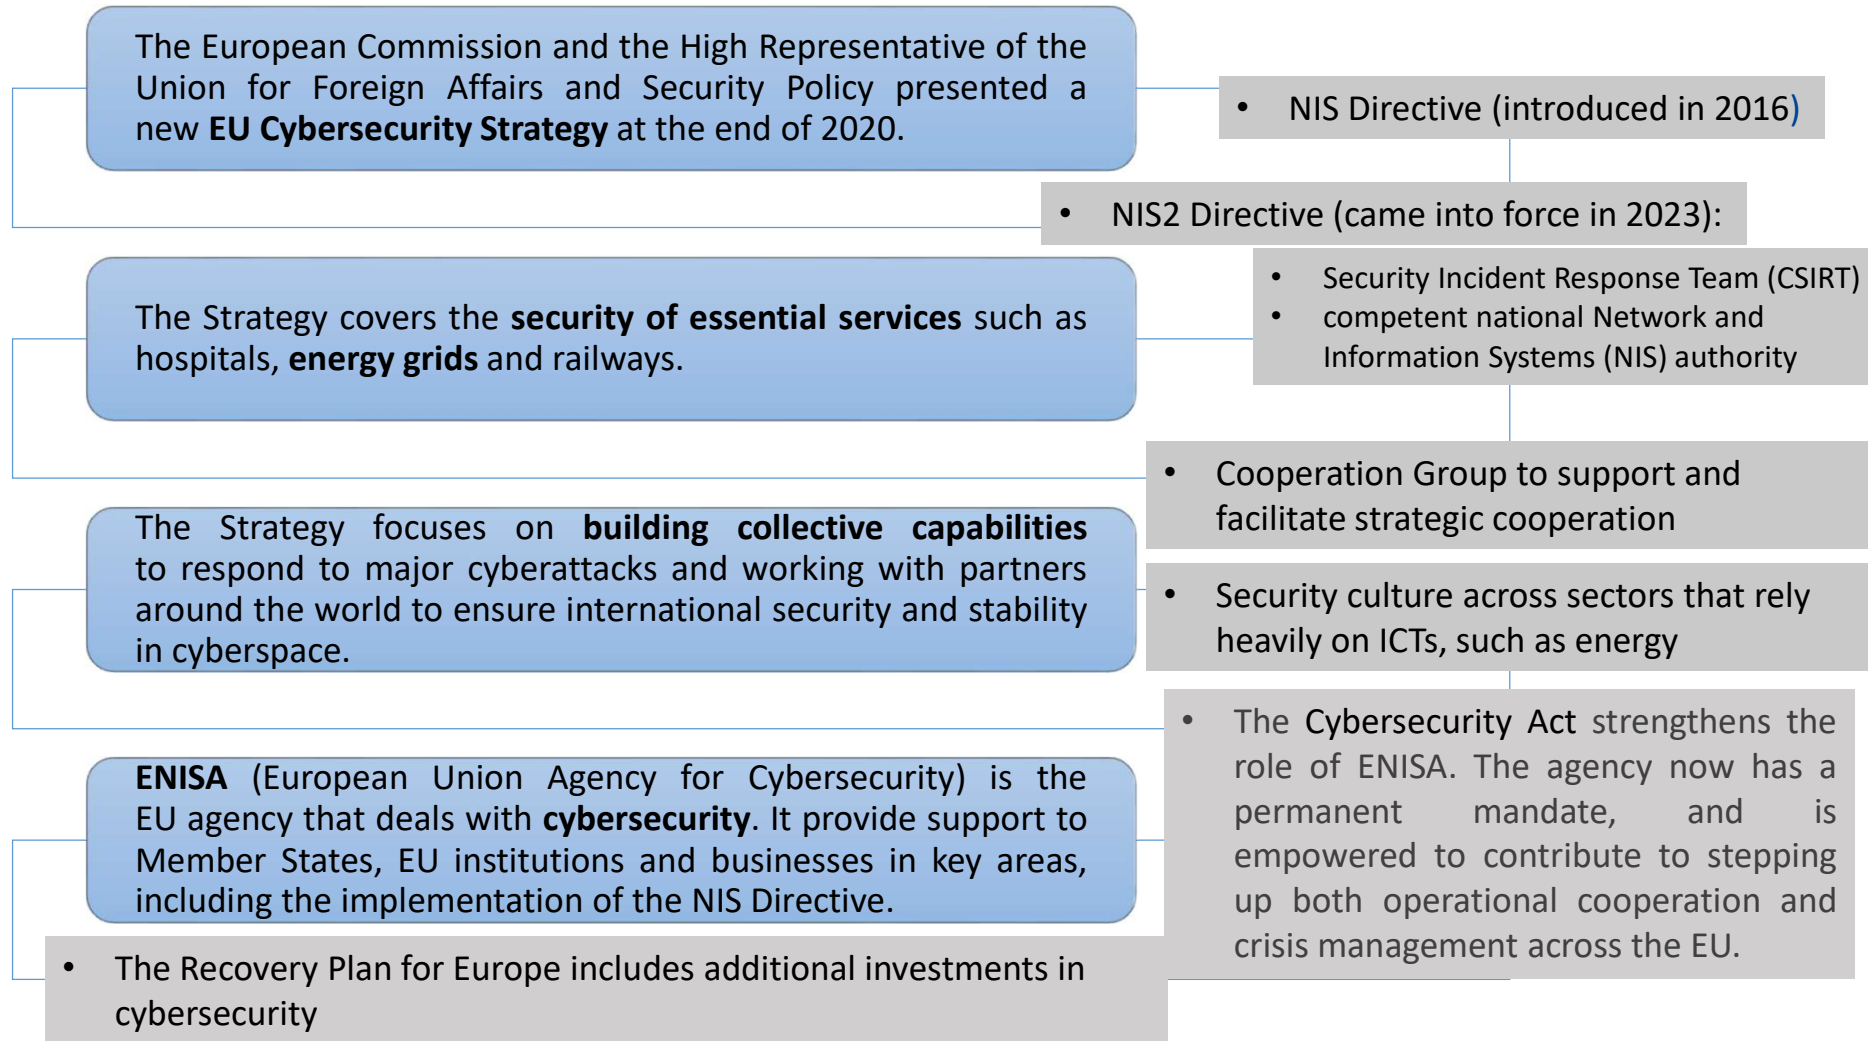 The European Commission and the High Representative of the
Union for Foreign Affairs and Security Policy presented a
new EU Cybersecurity Strategy at the end of 2020.
• NIS Directive (introduced in 2016)
• NIS2 Directive (came into force in 2023):
• Security Incident Response Team (CSIRT)
• competent national Network and
Information Systems (NIS) authority
The Strategy covers the security of essential services such as
hospitals, energy grids and railways.
• Cooperation Group to support and
facilitate strategic cooperation
The Strategy focuses on building collective capabilities
to respond to major cyberattacks and working with partners
around the world to ensure international security and stability
in cyberspace.
• Security culture across sectors that rely
heavily on ICTs, such as energy
• The Cybersecurity Act strengthens the
role of ENISA. The agency now has a
permanent mandate, and is
empowered to contribute to stepping
up both operational cooperation and
crisis management across the EU.
ENISA (European Union Agency for Cybersecurity) is the
EU agency that deals with cybersecurity. It provide support to
Member States, EU institutions and businesses in key areas,
including the implementation of the NIS Directive.
• The Recovery Plan for Europe includes additional investments in
cybersecurity